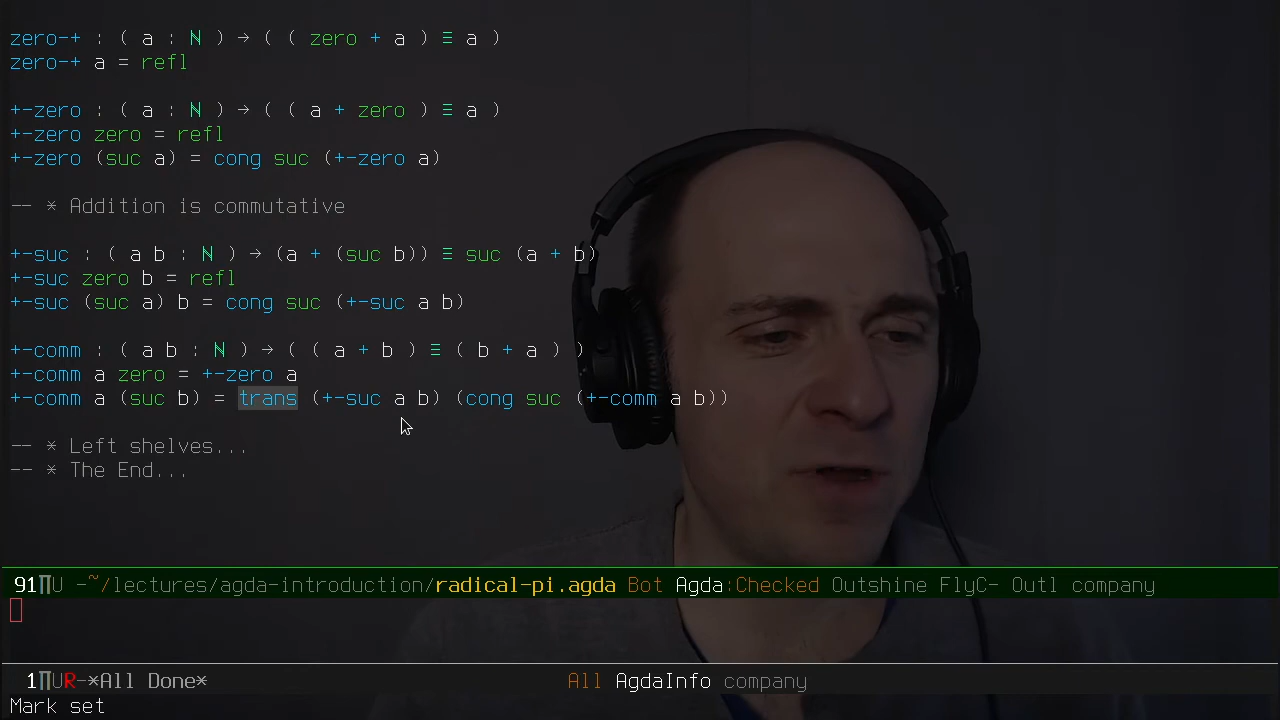 zero-+ : ( a : N ) → ( ( zero + a ) ≡ a )
zero-+ a = refl
+-zero : ( a : N ) → ( ( a + zero ) ≡ a )
+-zero zero = refl
+-zero (suc a) = cong suc (+-zero a)
-- * Addition is commutative
+-suc : ( a b : N ) → (a + (suc b)) ≡ suc (a + b)
+-suc zero b = refl
+-suc (suc a) b = cong suc (+-suc a b)
+-comm : ( a b : N ) → ( ( a + b ) ≡ ( b + a ) )
+-comm a zero = +-zero a
+-comm a (suc b) = trans (+-suc a b) (cong suc (+-comm a b))
-- * Left shelves...
-- * The End...
91∏U -~/lectures/agda-introduction/radical-pi.agda Bot Agda:Checked Outshine FlyC- Outl company
1∏UR-*All Done* All AgdaInfo company
Mark set